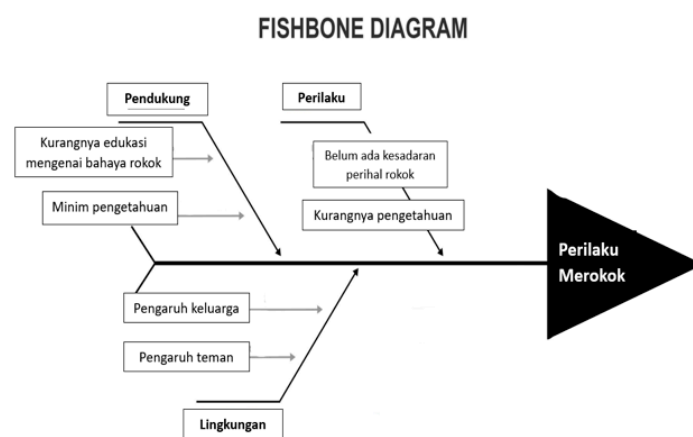 FISHBONE DIAGRAM
Pendukung
Perilaku
Kurangnya edukasi
mengenai bahaya rokok
Belum ada kesadaran
perihal rokok
Minim pengetahuan
Kurangnya pengetahuan
Perilaku
Merokok
Pengaruh keluarga
Pengaruh teman
Lingkungan